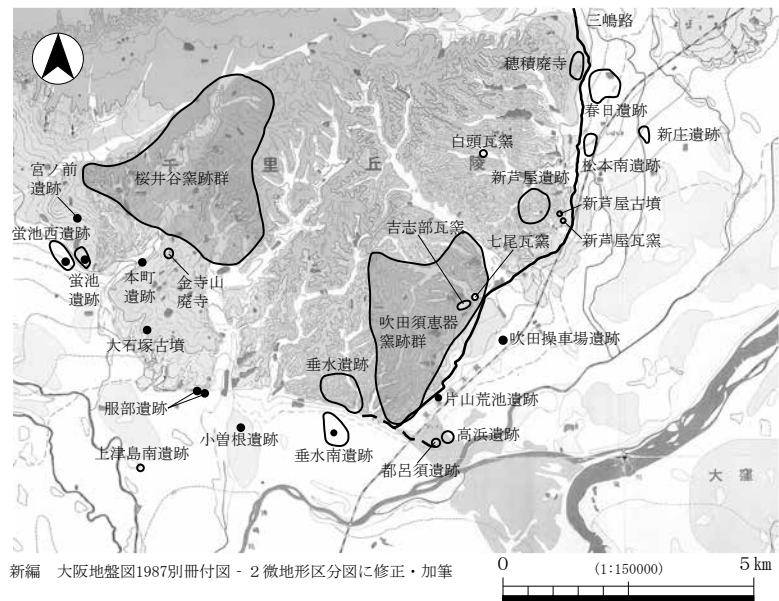 三嶋路
穂積廃寺
春日遺跡
白頭瓦窯
新庄遺跡
千里丘陵
桜井谷窯跡群
新芦屋遺跡
松本南遺跡
宮ノ前
遺跡
新芦屋古墳
吉志部瓦窯
七尾瓦窯
新芦屋瓦窯
蛍池西遺跡
蛍池
遺跡
本町
遺跡
金寺山
廃寺
吹田須恵器
窯跡群
大石塚古墳
吹田操車場遺跡
垂水遺跡
服部遺跡
片山荒池遺跡
小曽根遺跡
垂水南遺跡
高浜遺跡
都呂須遺跡
上津島南遺跡
大窪
新編　大阪地盤図1987別冊付図 - 2微地形区分図に修正・加筆
0 (1:150000) 5㎞